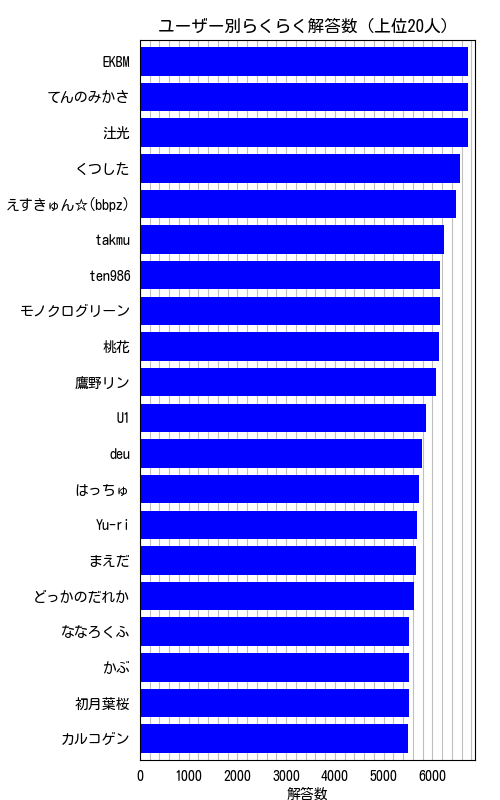 ユーザー別らくらく解答数（上位20人）
EKBM
てんのみかさ
汢光
くつした
えすきゅん☆(bbpz)
takmu
ten986
モノクログリーン
桃花
鷹野リン
U1
deu
はっちゅ
Yu-ri
まえだ
どっかのだれか
ななろくふ
かぶ
初月葉桜
カルコゲン
0 1000 2000 3000 4000 5000 6000
解答数